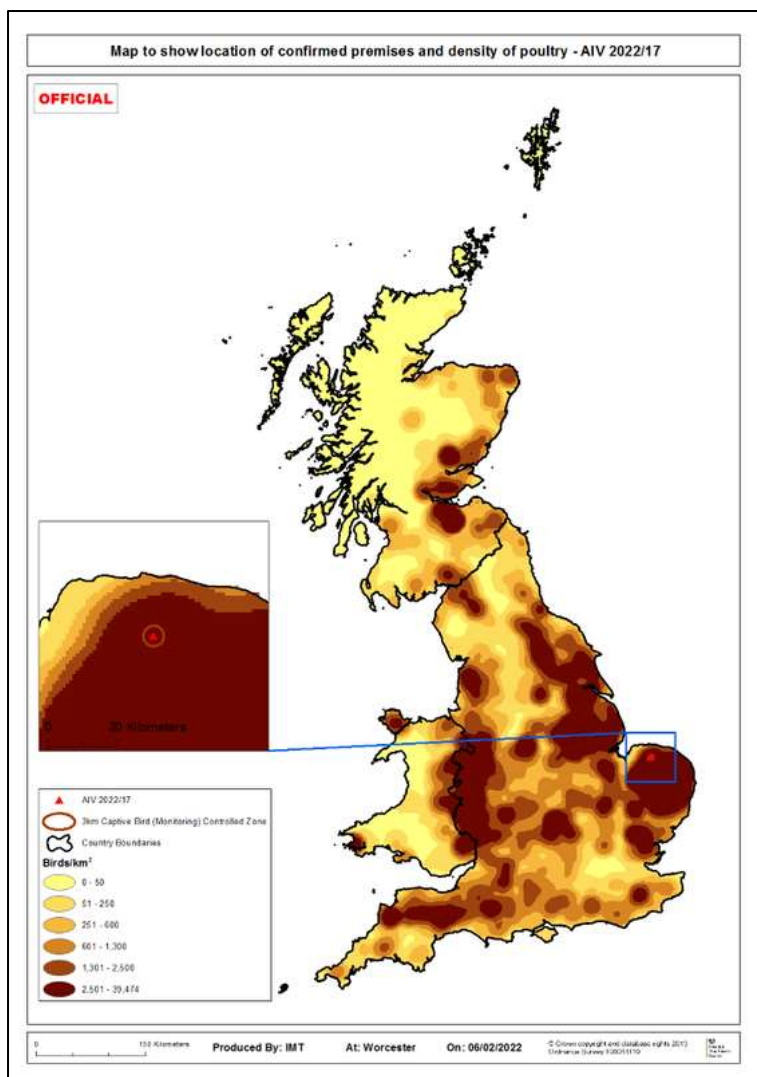 Map to show location of confirmed premises and density of poultry - AIV 2022/17
OFFICIAL
0
20 Kilometers
AIV 2022/17
3km Captive Bird (Monitoring) Controlled Zone
Country Boundaries
Birds/km²
0 - 50
51 - 250
251 - 600
601 - 1,300
1,301 - 2,500
2,501 - 39,474
0
150 Kilometers
Produced By: IMT
At: Worcester
On: 06/02/2022
© Crown copyright and database rights
Ordnance Survey